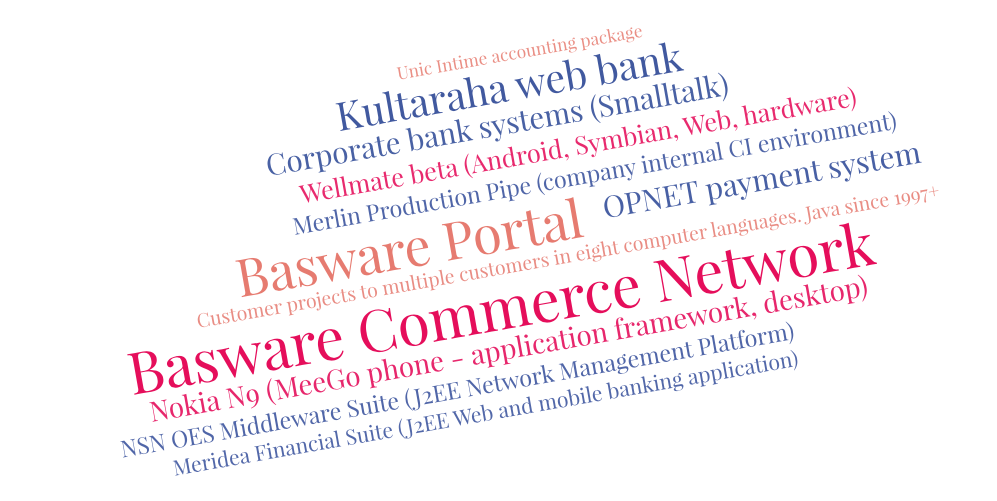 Unic Intime accounting package
Kultaraha web bank
Corporate bank systems (Smalltalk)
Wellmate beta (Android, Symbian, Web, hardware)
Merlin Production Pipe (company internal CI environment)
OPNET payment system
Basware Portal
Customer projects to multiple customers in eight computer languages. Java since 1997+
Basware Commerce Network
Nokia N9 (MeeGo phone - application framework, desktop)
NSN OES Middleware Suite (J2EE Network Management Platform)
Meridea Financial Suite (J2EE Web and mobile banking application)